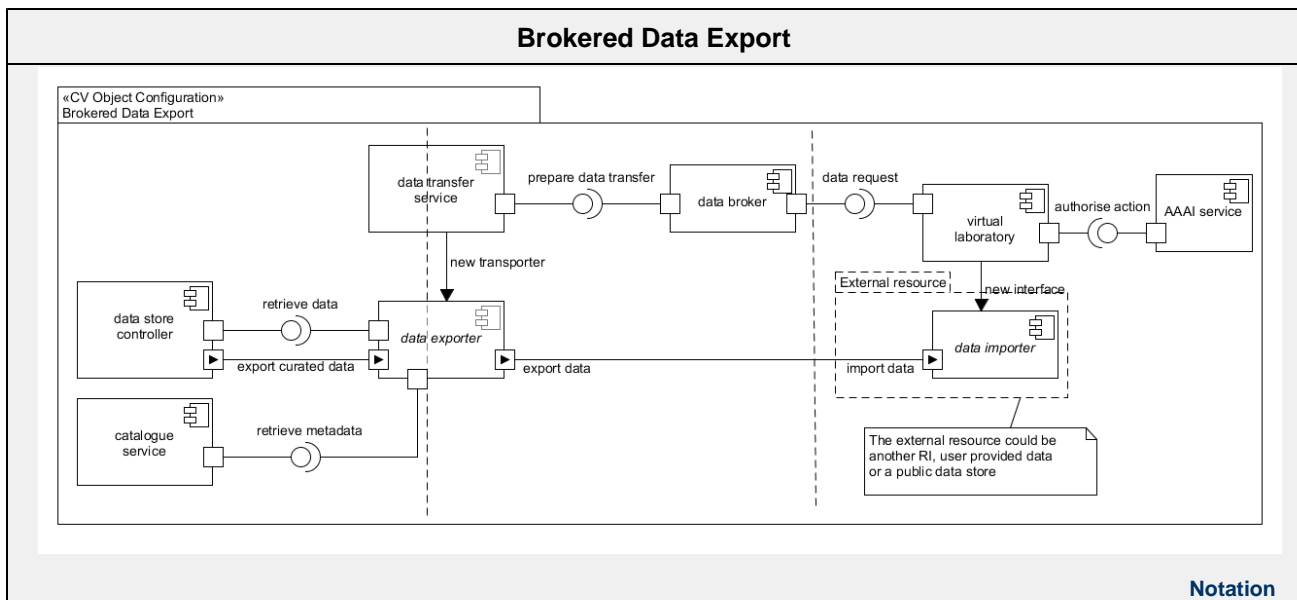 Brokered Data Export
«CV Object Configuration»
Brokered Data Export
data transfer
service
prepare data transfer
data broker
data request
virtual
laboratory
authorise action
AAAI service
new transporter
External resource
new interface
data store
controller
retrieve data
data exporter
data importer
export curated data
export data
import data
catalogue
service
retrieve metadata
The external resource could be
another RI, user provided data
or a public data store
Notation